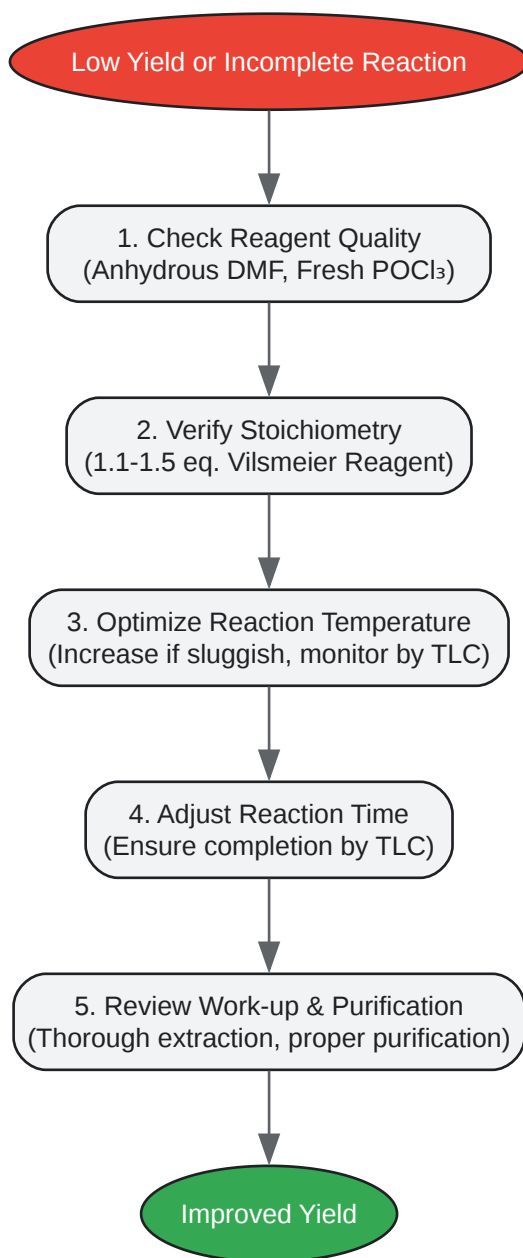 Low Yield or Incomplete Reaction
1. Check Reagent Quality
(Anhydrous DMF, Fresh POCl₃)
2. Verify Stoichiometry
(1.1-1.5 eq. Vilsmeier Reagent)
3. Optimize Reaction Temperature
(Increase if sluggish, monitor by TLC)
4. Adjust Reaction Time
(Ensure completion by TLC)
5. Review Work-up & Purification
(Thorough extraction, proper purification)
Improved Yield